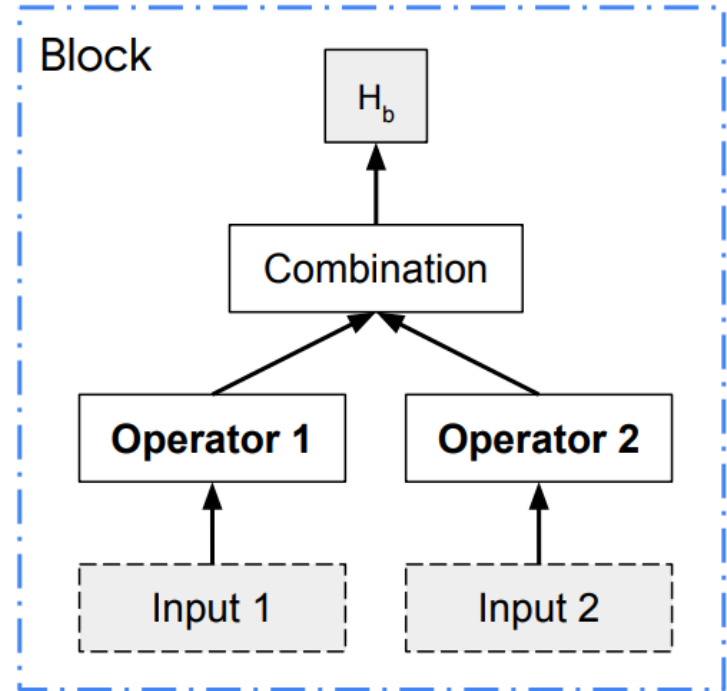 Block
H_b
Combination
Operator 1 Operator 2
Input 1 Input 2